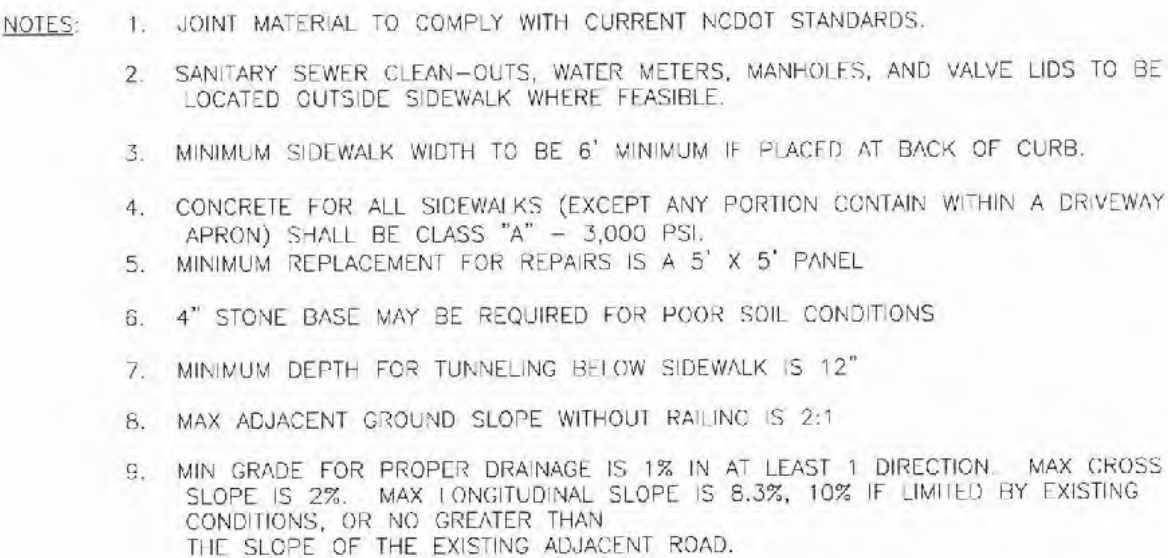 NOTES: 1. JOINT MATERIAL TO COMPLY WITH CURRENT NCDOT STANDARDS.
2. SANITARY SEWER CLEAN-OUTS, WATER METERS, MANHOLES, AND VALVE LIDS TO BE
LOCATED OUTSIDE SIDEWALK WHERE FEASIBLE.
3. MINIMUM SIDEWALK WIDTH TO BE 6' MINIMUM IF PLACED AT BACK OF CURB.
4. CONCRETE FOR ALL SIDEWALKS (EXCEPT ANY PORTION CONTAIN WITHIN A DRIVEWAY
APRON) SHALL BE CLASS "A" – 3,000 PSI.
5. MINIMUM REPLACEMENT FOR REPAIRS IS A 5' X 5' PANEL
6. 4" STONE BASE MAY BE REQUIRED FOR POOR SOIL CONDITIONS
7. MINIMUM DEPTH FOR TUNNELING BELOW SIDEWALK IS 12"
8. MAX ADJACENT GROUND SLOPE WITHOUT RAILING IS 2:1
9. MIN GRADE FOR PROPER DRAINAGE IS 1% IN AT LEAST 1 DIRECTION. MAX CROSS
SLOPE IS 2%. MAX LONGITUDINAL SLOPE IS 8.3%, 10% IF LIMITED BY EXISTING
CONDITIONS, OR NO GREATER THAN
THE SLOPE OF THE EXISTING ADJACENT ROAD.